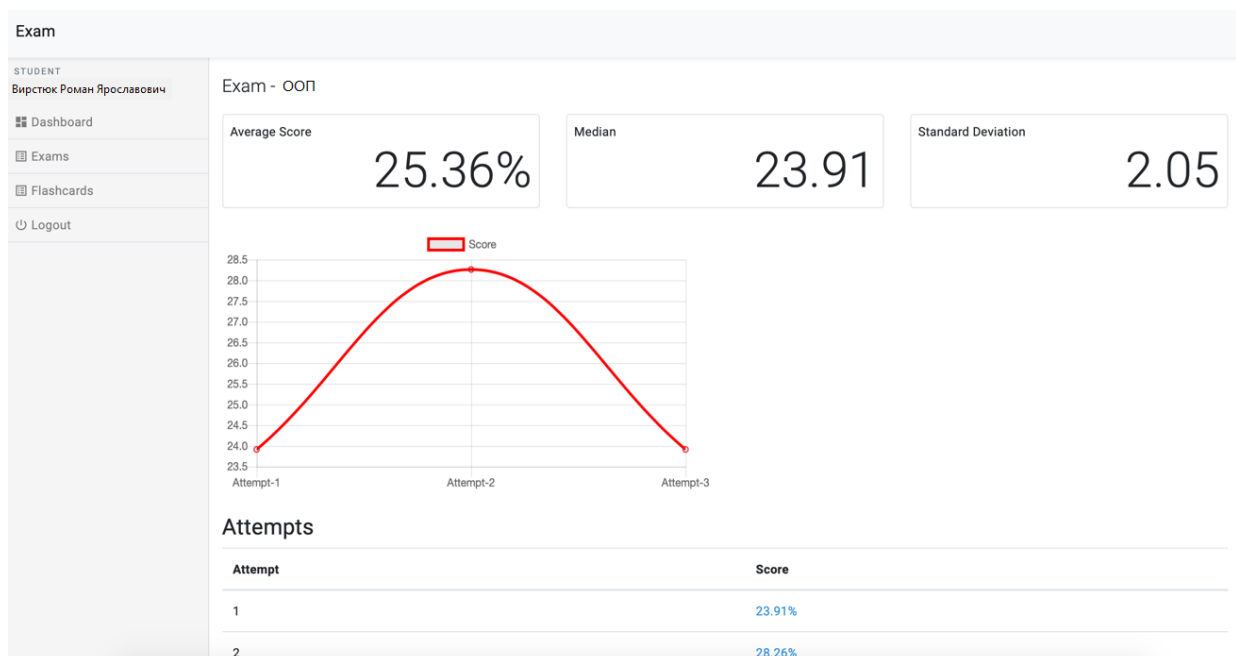 Exam
STUDENT
Вирстюк Роман Ярославович
Dashboard
Exams
Flashcards
Logout
Exam - ООП
Average Score
25.36%
Median
23.91
Standard Deviation
2.05
Score
28.5
28.0
27.5
27.0
26.5
26.0
25.5
25.0
24.5
24.0
23.5
Attempt-1 Attempt-2 Attempt-3
Attempts
Attempt Score
1 23.91%
2 28.26%